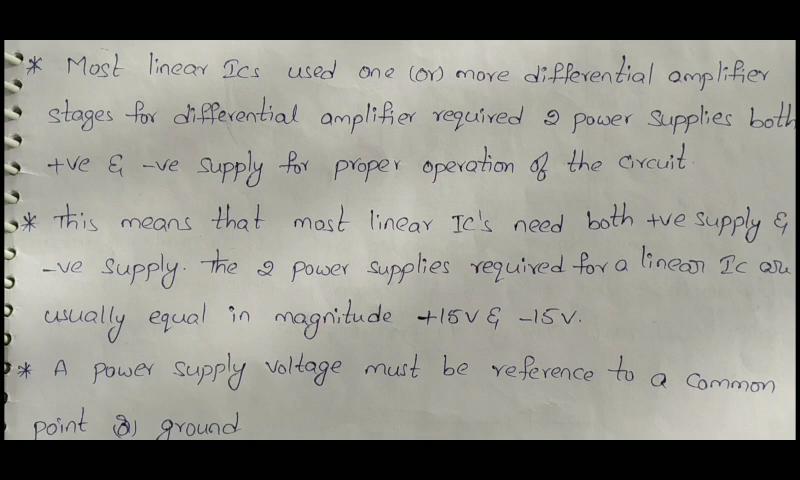 * Most linear Ics used one (or) more differential amplifier
stages for differential amplifier required 2 power supplies both
+ve & -ve supply for proper operation of the circuit.
* This means that most linear IC's need both +ve supply &
-ve supply. The 2 power supplies required for a linear Ic are
usually equal in magnitude +15V & -15V.
* A power supply voltage must be reference to a common
point (or) ground